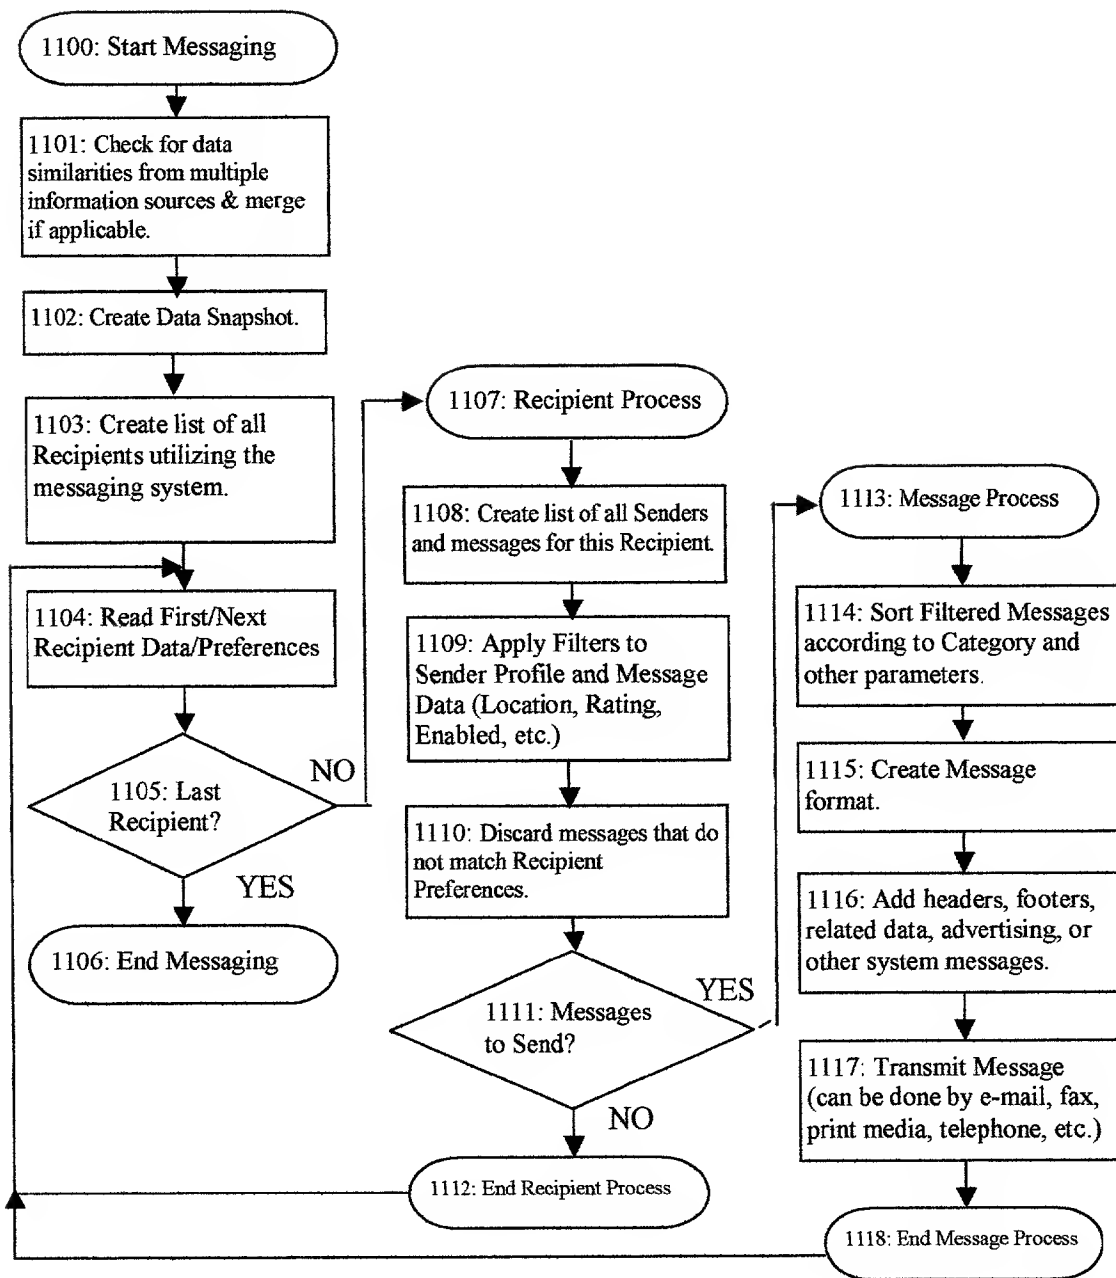 1100: Start Messaging
1101: Check for data
similarities from multiple
information sources & merge
if applicable.
1102: Create Data Snapshot.
1103: Create list of all
Recipients utilizing the
messaging system.
1104: Read First/Next
Recipient Data/Preferences
1105: Last
Recipient?
NO
YES
1106: End Messaging
1107: Recipient Process
1108: Create list of all Senders
and messages for this Recipient.
1109: Apply Filters to
Sender Profile and Message
Data (Location, Rating,
Enabled, etc.)
1110: Discard messages that do
not match Recipient
Preferences.
1111: Messages
to Send?
YES
NO
1112: End Recipient Process
1113: Message Process
1114: Sort Filtered Messages
according to Category and
other parameters.
1115: Create Message
format.
1116: Add headers, footers,
related data, advertising, or
other system messages.
1117: Transmit Message
(can be done by e-mail, fax,
print media, telephone, etc.)
1118: End Message Process